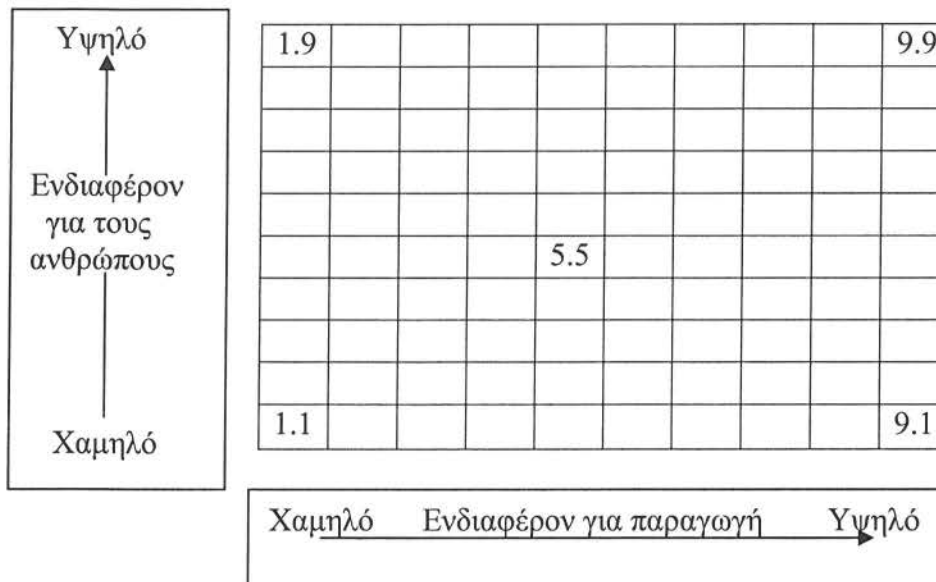 Υψηλό
Ενδιαφέρον
για τους
ανθρώπους
Χαμηλό
1.9 9.9
5.5
1.1 9.1
Χαμηλό Ενδιαφέρον για παραγωγή Υψηλό